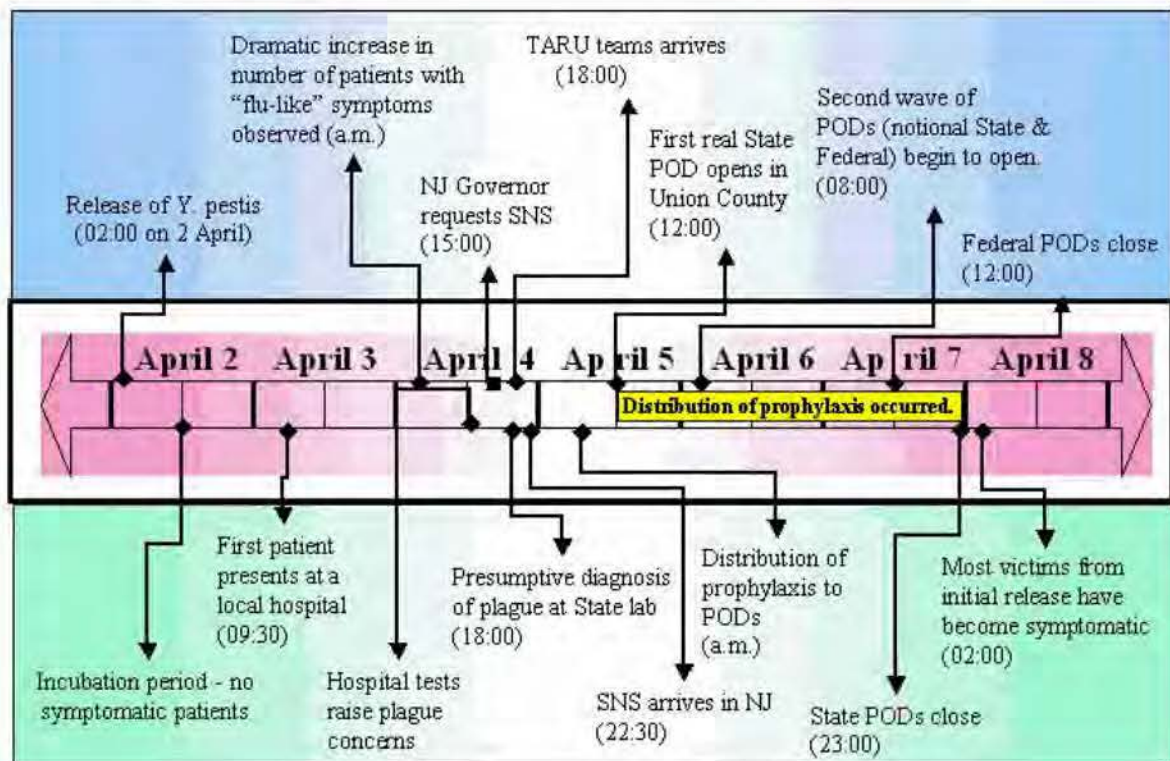 Dramatic increase in
number of patients with
“flu-like” symptoms
observed (a.m.)
TARU teams arrives
(18:00)
Second wave of
PODs (notional State &
Federal) begin to open.
(08:00)
First real State
POD opens in
Union County
(12:00)
NJ Governor
requests SNS
(15:00)
Release of Y. pestis
(02:00 on 2 April)
Federal PODs close
(12:00)
April 2
April 3
April 4
April 5
April 6
April 7
April 8
Distribution of prophylaxis occurred.
First patient
presents at a
local hospital
(09:30)
Presumptive diagnosis
of plague at State lab
(18:00)
Distribution of
prophylaxis to
PODs
(a.m.)
Most victims from
initial release have
become symptomatic
(02:00)
Incubation period - no
symptomatic patients
Hospital tests
raise plague
concerns
SNS arrives in NJ
(22:30)
State PODs close
(23:00)